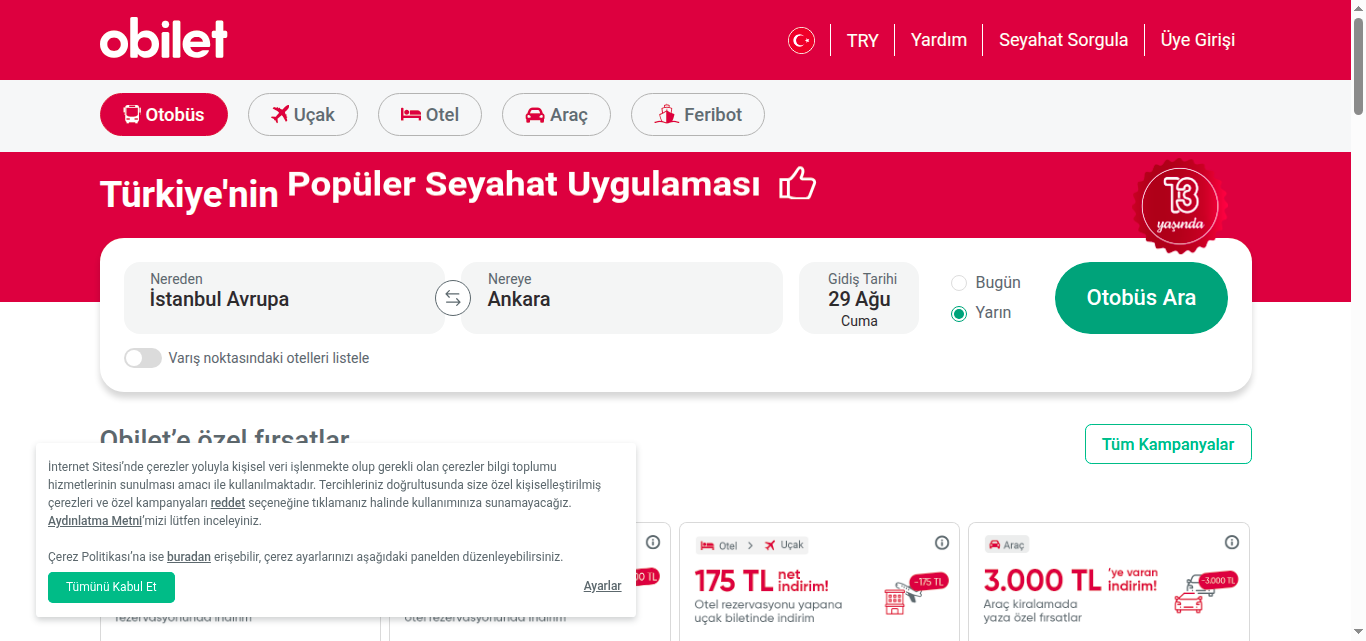 obilet
TRY
Yardım
Seyahat Sorgula
Üye Girişi
Otobüs
Uçak
Otel
Araç
Feribot
Türkiye'nin Popüler Seyahat Uygulaması
13
yaşında
Nereden
İstanbul Avrupa
Nereye
Ankara
Gidiş Tarihi
29 Ağu
Cuma
Bugün
Yarın
Otobüs Ara
Varış noktasındaki otelleri listele
Obilet’e özel fırsatlar
Tüm Kampanyalar
İnternet Sitesi’nde çerezler yoluyla kişisel veri işlenmekte olup gerekli olan çerezler bilgi toplumu
hizmetlerinin sunulması amacı ile kullanılmaktadır. Tercihleriniz doğrultusunda size özel kişiselleştirilmiş
çerezleri ve özel kampanyaları reddet seçeneğine tıklamanız halinde kullanımınıza sunamayacağız.
Aydınlatma Metni’mizi lütfen inceleyiniz.
Çerez Politikası’na ise buradan erişebilir, çerez ayarlarınızı aşağıdaki panelden düzenleyebilirsiniz.
Tümünü Kabul Et
Ayarlar
rezervasyonunda indirim
otel rezervasyonunda indirim
TL
Otel > Uçak
175 TL net
indirim!
Otel rezervasyonu yapana
uçak biletinde indirim
-175 TL
Araç
3.000 TL 'ye varan
indirim!
Araç kiralamada
yaza özel fırsatlar
-3.000 TL